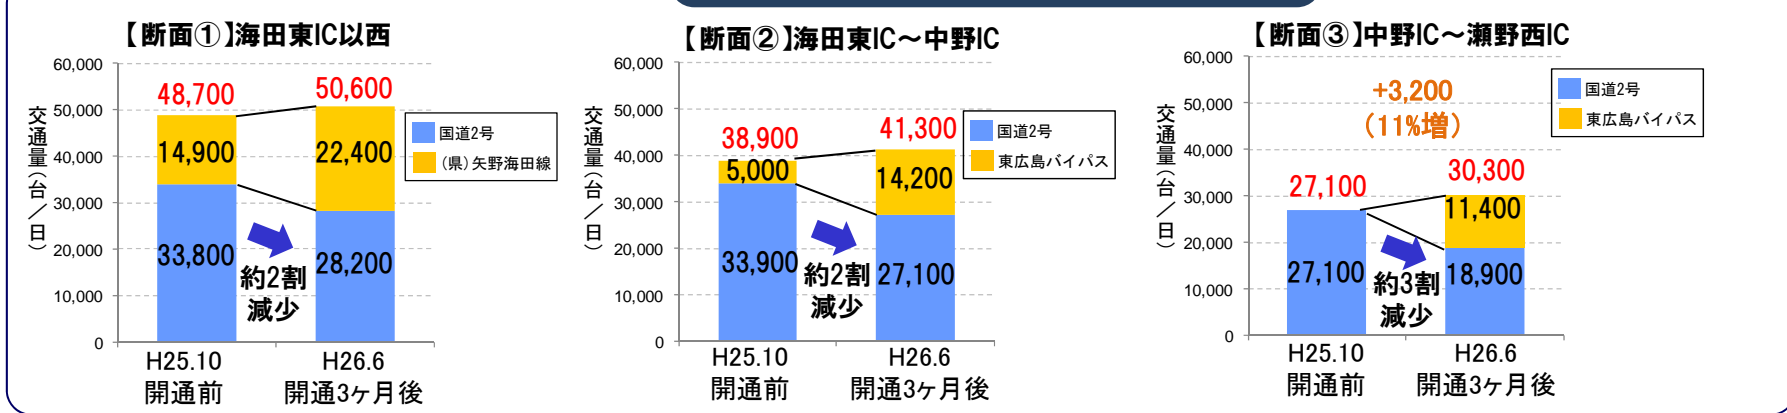 【断面①】海田東IC以西
60,000
50,000
40,000
30,000
20,000
10,000
0
交通量(台/日)
48,700
50,600
14,900
22,400
33,800
28,200
約2割
減少
国道2号
(県)矢野海田線
H25.10
開通前
H26.6
開通3ヶ月後
【断面②】海田東IC～中野IC
60,000
50,000
40,000
30,000
20,000
10,000
0
交通量(台/日)
38,900
41,300
5,000
14,200
33,900
27,100
約2割
減少
国道2号
東広島バイパス
H25.10
開通前
H26.6
開通3ヶ月後
【断面③】中野IC～瀬野西IC
60,000
50,000
40,000
30,000
20,000
10,000
0
交通量(台/日)
+3,200
(11%増)
27,100
30,300
11,400
27,100
18,900
約3割
減少
国道2号
東広島バイパス
H25.10
開通前
H26.6
開通3ヶ月後